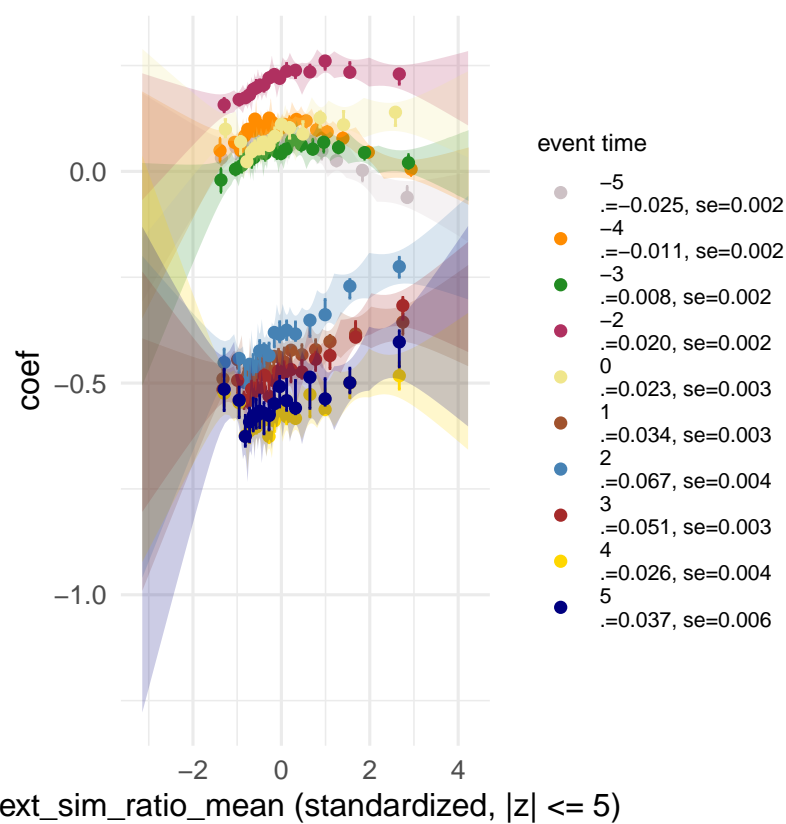 event time
−5
.=−0.025, se=0.002
−4
.=−0.011, se=0.002
−3
.=0.008, se=0.002
−2
.=0.020, se=0.002
0
.=0.023, se=0.003
1
.=0.034, se=0.003
2
.=0.067, se=0.004
3
.=0.051, se=0.003
4
.=0.026, se=0.004
5
.=0.037, se=0.006
coef
0.0
−0.5
−1.0
−2 0 2 4
ext_sim_ratio_mean (standardized, |z| <= 5)